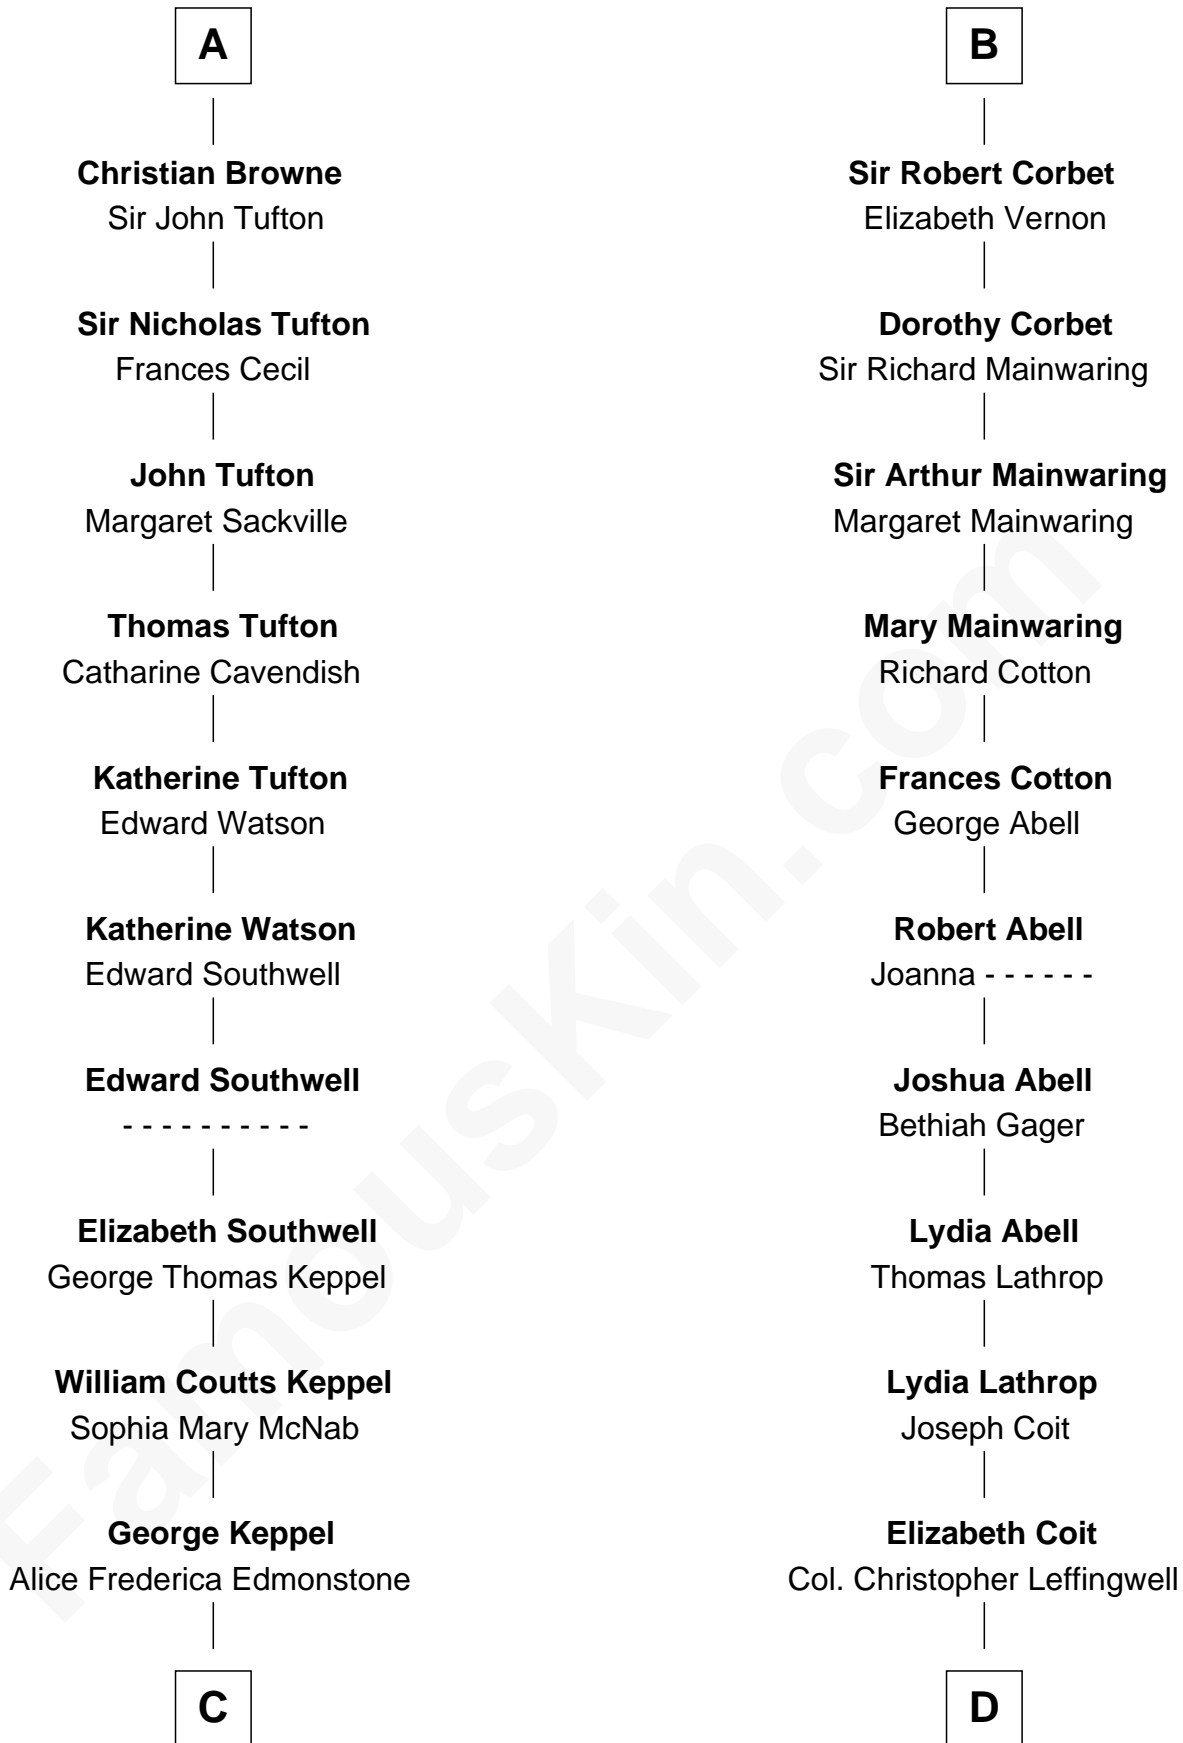 A
Christian Browne
Sir John Tufton
Sir Nicholas Tufton
Frances Cecil
John Tufton
Margaret Sackville
Thomas Tufton
Catharine Cavendish
Katherine Tufton
Edward Watson
Katherine Watson
Edward Southwell
Edward Southwell
- - - - - - - - - -
Elizabeth Southwell
George Thomas Keppel
William Coutts Keppel
Sophia Mary McNab
George Keppel
Alice Frederica Edmonstone
C
B
Sir Robert Corbet
Elizabeth Vernon
Dorothy Corbet
Sir Richard Mainwaring
Sir Arthur Mainwaring
Margaret Mainwaring
Mary Mainwaring
Richard Cotton
Frances Cotton
George Abell
Robert Abell
Joanna - - - - - -
Joshua Abell
Bethiah Gager
Lydia Abell
Thomas Lathrop
Lydia Lathrop
Joseph Coit
Elizabeth Coit
Col. Christopher Leffingwell
D
FamousKin.com